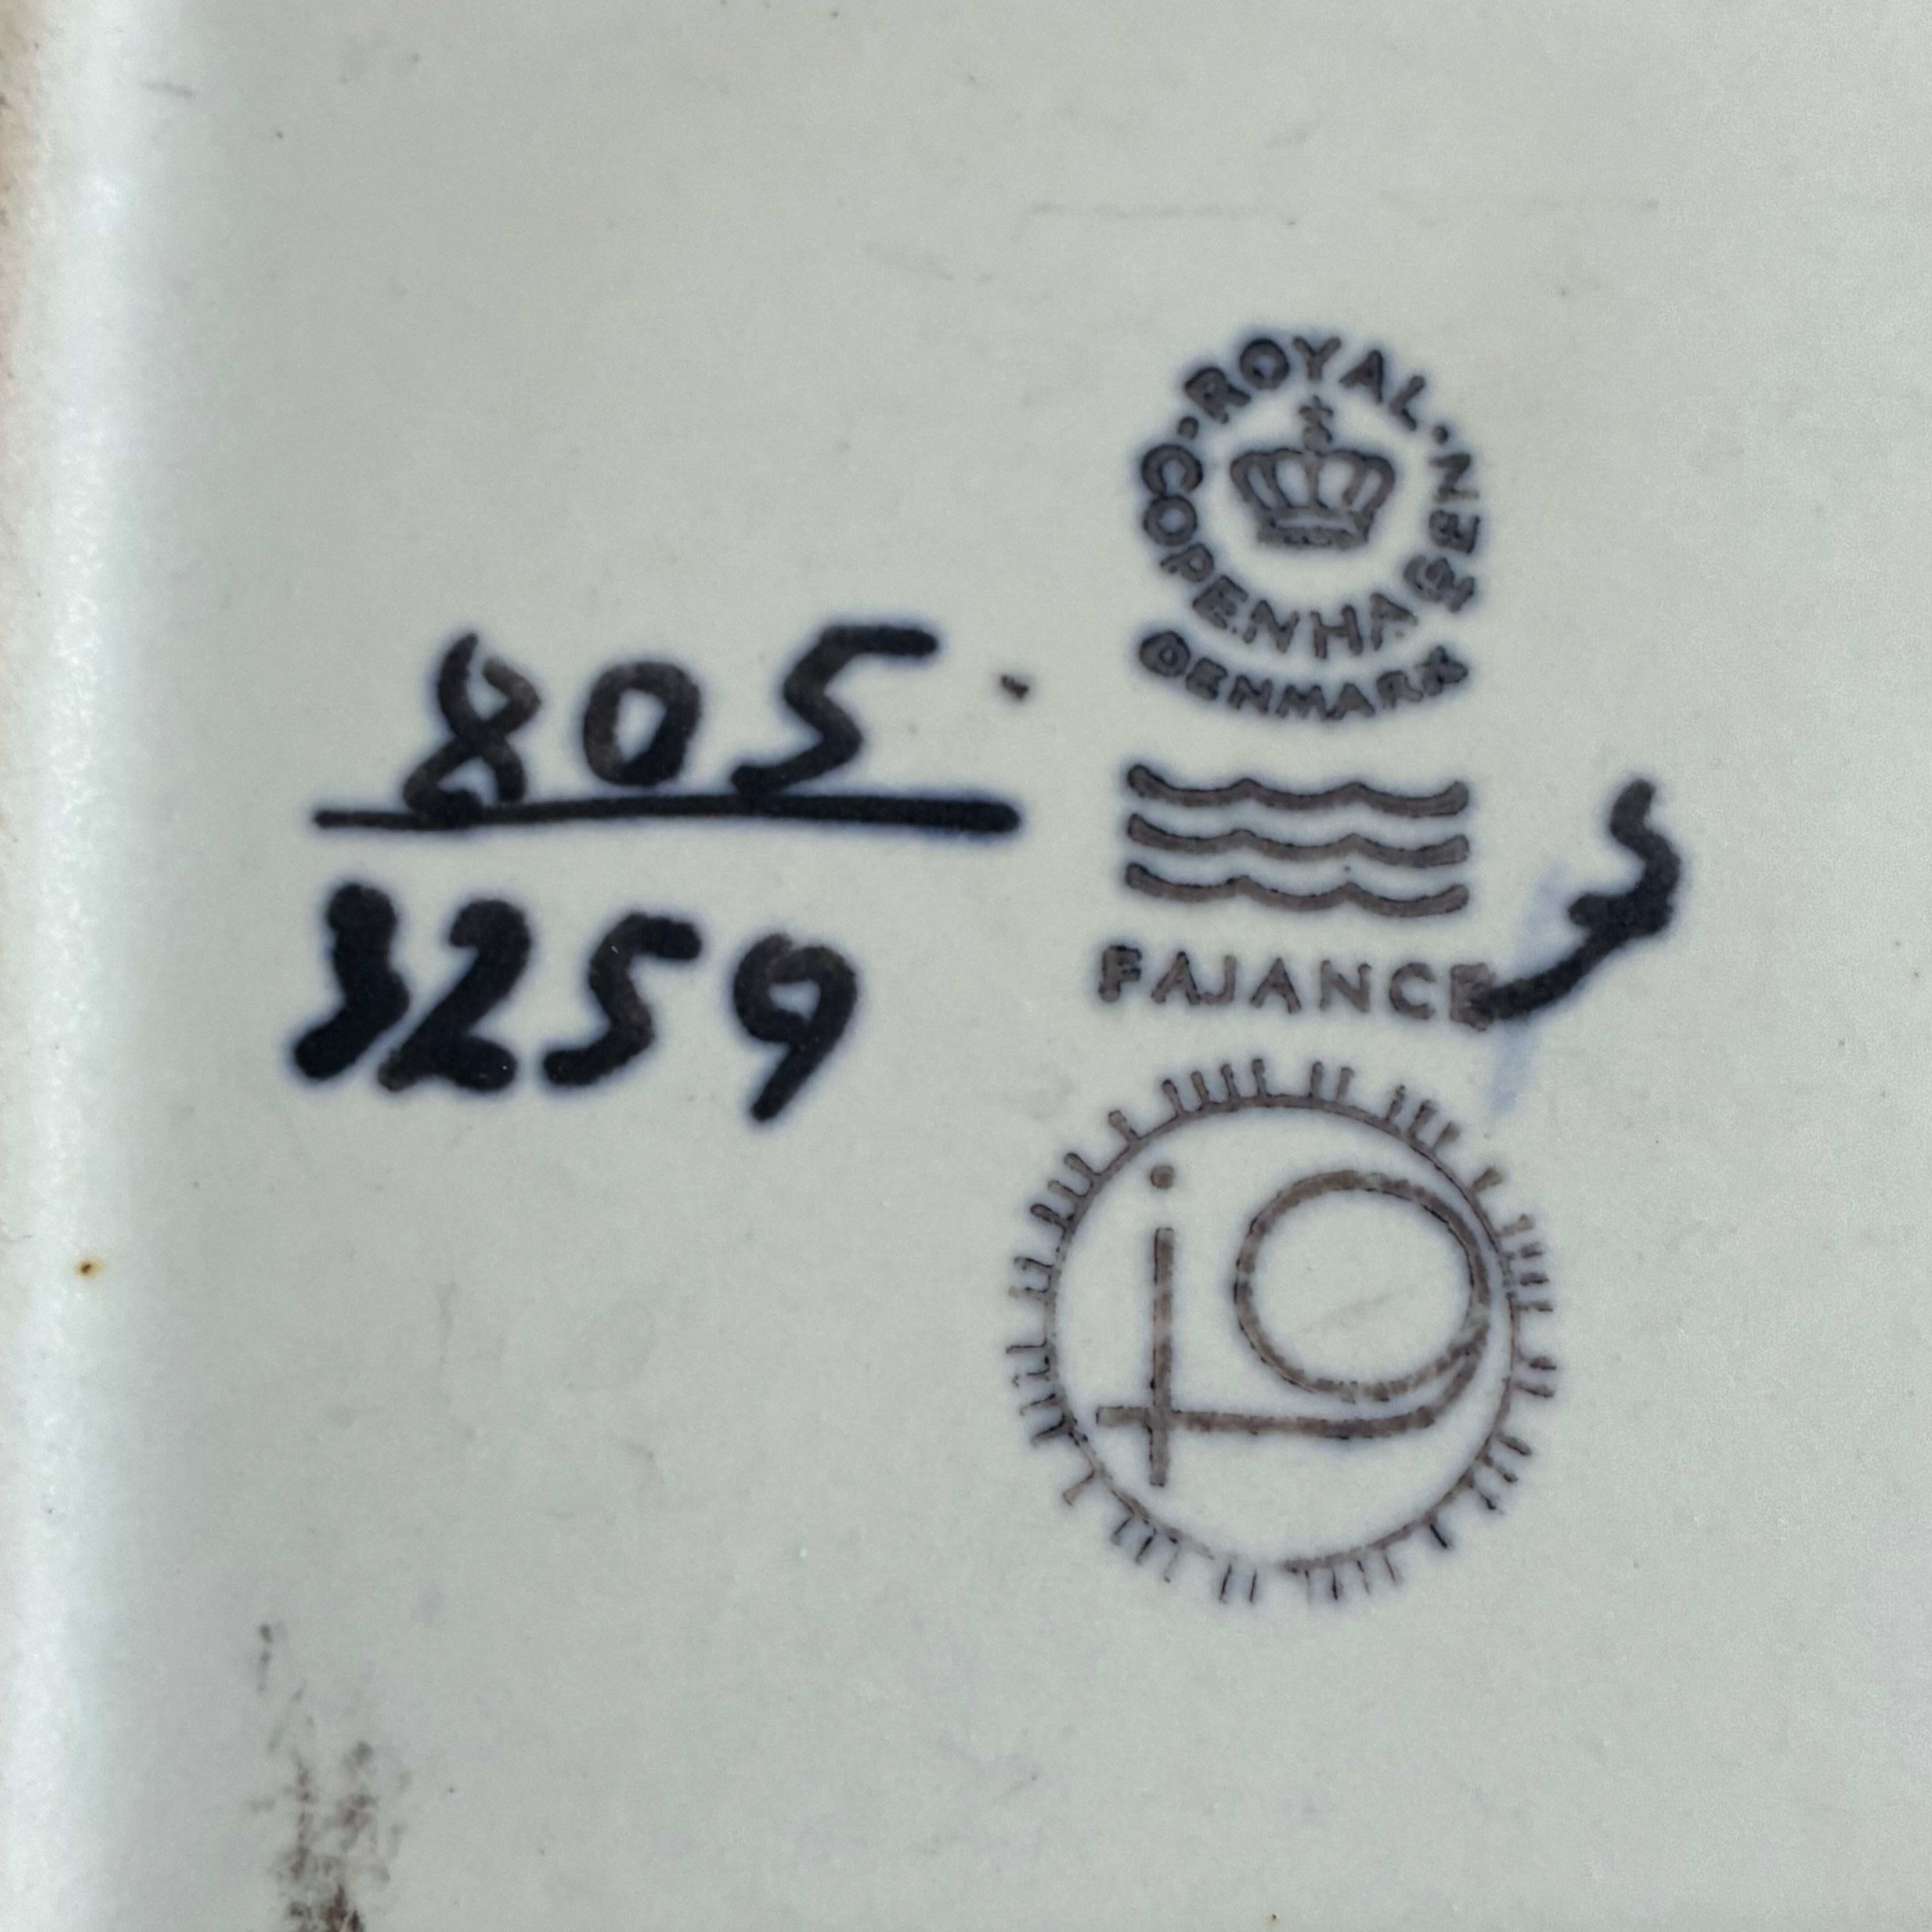 ROYAL
COPENHAGEN
DENMARK
805
3259
FAJANCE